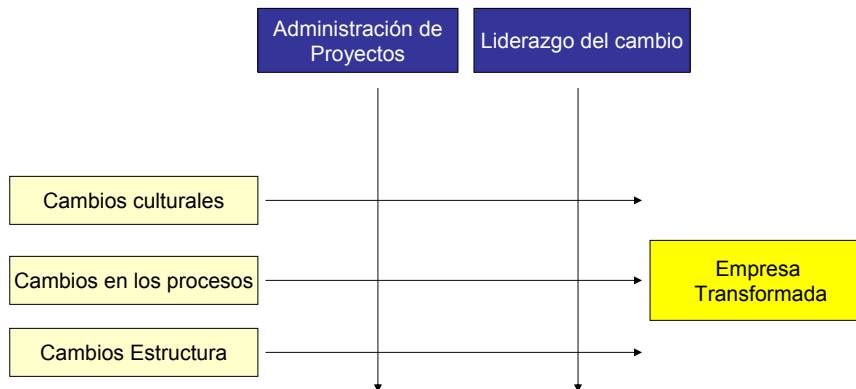 Administración de
Proyectos
Liderazgo del cambio
Cambios culturales
Cambios en los procesos
Empresa
Transformada
Cambios Estructura